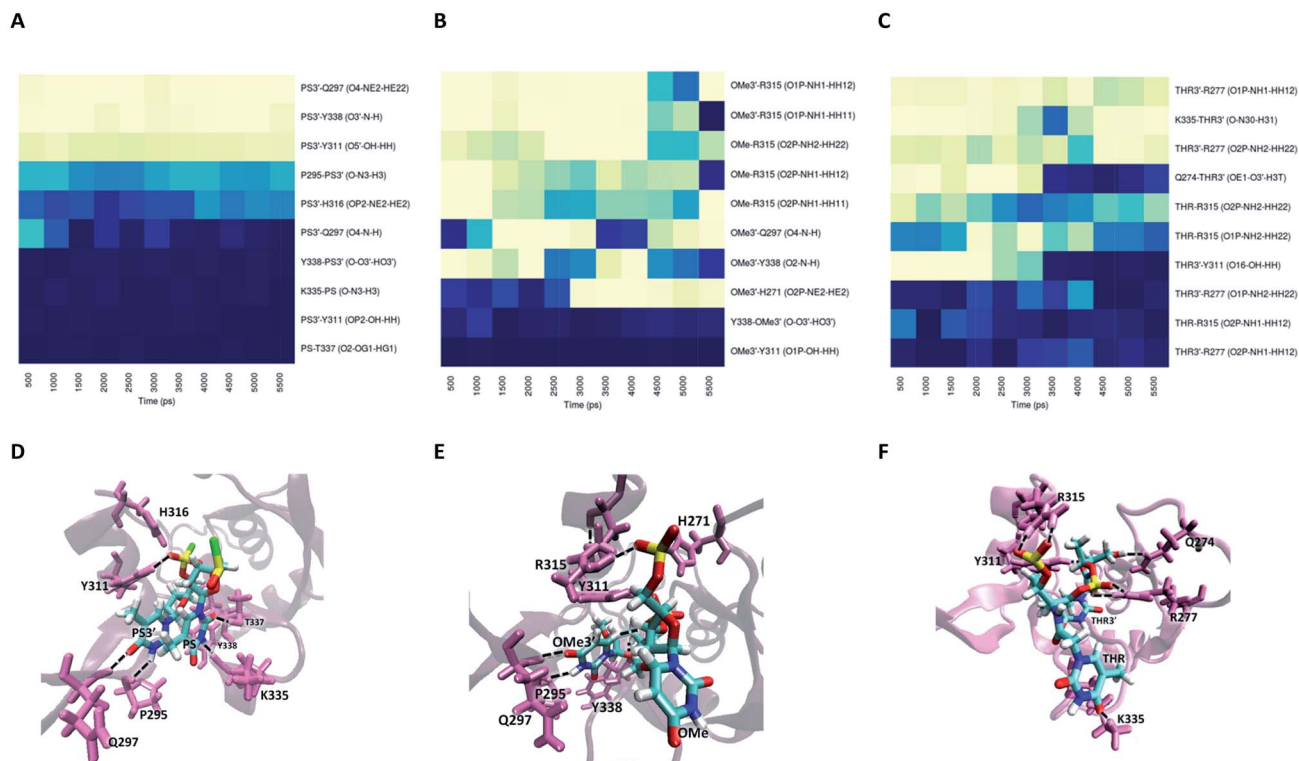 A
B
C
PS3'-Q297 (O4-NE2-HE22)
PS3'-Y338 (O3'-N-H)
PS3'-Y311 (O5'-OH-HH)
P295-PS3' (O-N3-H3)
PS3'-H316 (OP2-NE2-HE2)
PS3'-Q297 (O4-N-H)
Y338-PS3' (O-O3'-HO3')
K335-PS (O-N3-H3)
PS3'-Y311 (OP2-OH-HH)
PS-T337 (O2-OG1-HG1)
500 1000 1500 2000 2500 3000 3500 4000 4500 5000 5500
Time (ps)
OMe3'-R315 (O1P-NH1-HH12)
OMe3'-R315 (O1P-NH1-HH11)
OMe-R315 (O2P-NH2-HH22)
OMe-R315 (O2P-NH1-HH12)
OMe-R315 (O2P-NH1-HH11)
OMe3'-Q297 (O4-N-H)
OMe3'-Y338 (O2-N-H)
OMe3'-H271 (O2P-NE2-HE2)
Y338-OMe3' (O-O3'-HO3')
OMe3'-Y311 (O1P-OH-HH)
500 1000 1500 2000 2500 3000 3500 4000 4500 5000 5500
Time (ps)
THR3'-R277 (O1P-NH1-HH12)
K335-THR3' (O-N30-H31)
THR3'-R277 (O2P-NH2-HH22)
Q274-THR3' (OE1-O3'-H3T)
THR-R315 (O2P-NH2-HH22)
THR-R315 (O1P-NH2-HH22)
THR3'-Y311 (O16-OH-HH)
THR3'-R277 (O1P-NH2-HH22)
THR-R315 (O2P-NH1-HH12)
THR3'-R277 (O2P-NH1-HH12)
500 1000 1500 2000 2500 3000 3500 4000 4500 5000 5500
Time (ps)
D
E
F
H316
Y311
PS3'
PS
T337
Y338
K335
P295
Q297
H271
R315
Y311
OMe3'
P295
Q297
Y338
OMe
R315
Y311
Q274
R277
THR3'
THR
K335